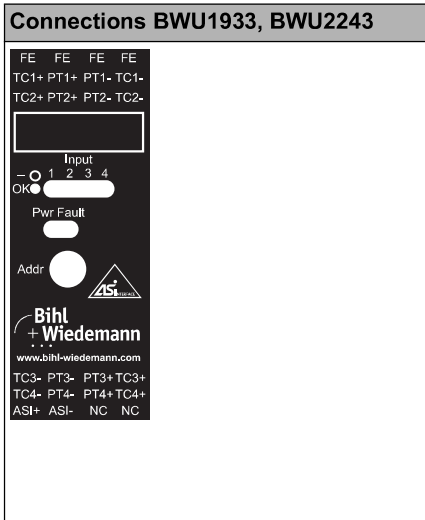 Connections BWU1933, BWU2243
FE FE FE FE
TC1+ PT1+ PT1- TC1-
TC2+ PT2+ PT2- TC2-
Input
1 2 3 4
OK
Pwr Fault
Addr
ASi
INTERFACE
Bihl
+ Wiedemann
www.bihl-wiedemann.com
TC3- PT3- PT3+ TC3+
TC4- PT4- PT4+ TC4+
ASI+ ASI- NC NC